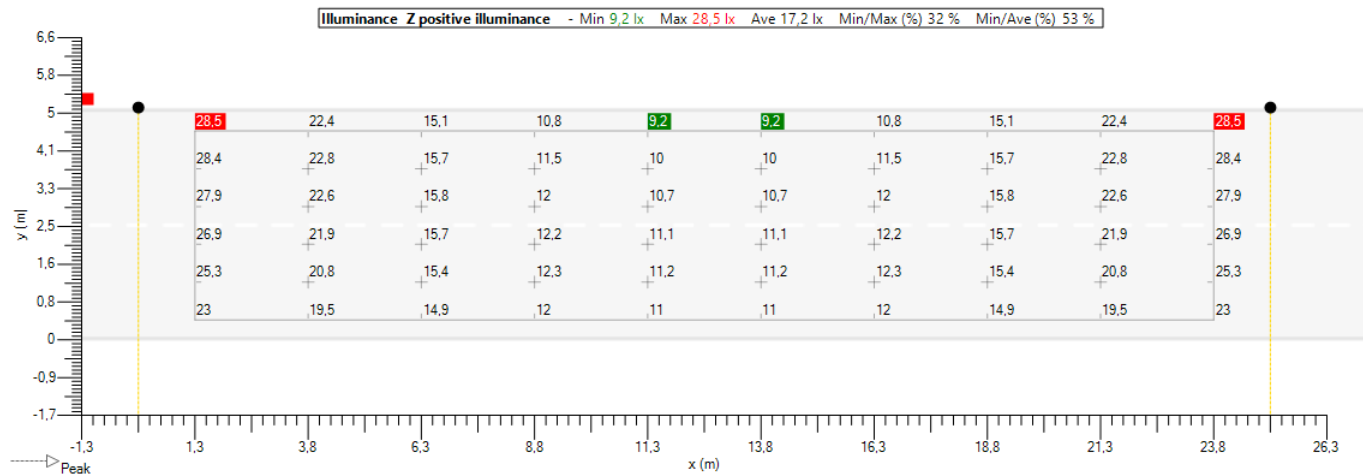 Illuminance Z positive illuminance - Min 9,2 lx Max 28,5 lx Ave 17,2 lx Min/Max (%) 32 % Min/Ave (%) 53 %
6,6
5,8
5
28,5 22,4 15,1 10,8 9,2 9,2 10,8 15,1 22,4 28,5
4,1
28,4 22,8 15,7 11,5 10 10 11,5 15,7 22,8 28,4
3,3
27,9 22,6 15,8 12 10,7 10,7 12 15,8 22,6 27,9
2,5
26,9 21,9 15,7 12,2 11,1 11,1 12,2 15,7 21,9 26,9
1,6
25,3 20,8 15,4 12,3 11,2 11,2 12,3 15,4 20,8 25,3
0,8
23 19,5 14,9 12 11 11 12 14,9 19,5 23
0
-0,9
-1,7
y (m)
-1,3 1,3 3,8 6,3 8,8 11,3 13,8 16,3 18,8 21,3 23,8 26,3
x (m)
Peak